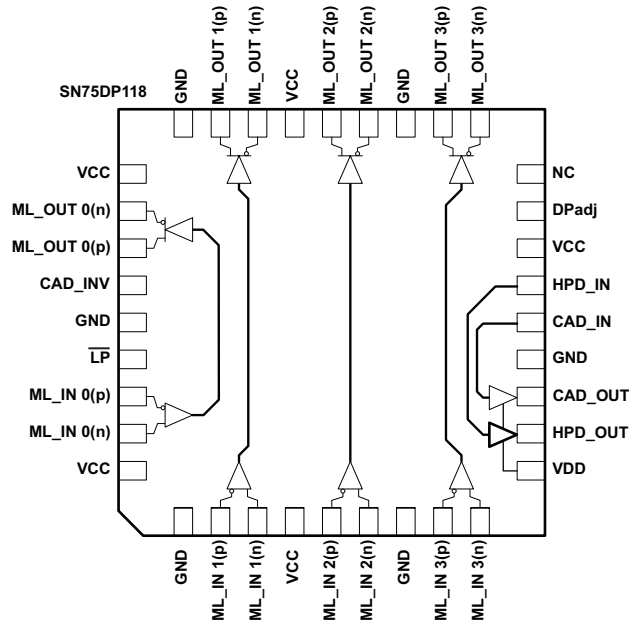 SN75DP118
GND
ML_OUT 1(p)
ML_OUT 1(n)
VCC
ML_OUT 2(p)
ML_OUT 2(n)
GND
ML_OUT 3(p)
ML_OUT 3(n)
VCC
ML_OUT 0(n)
ML_OUT 0(p)
CAD_INV
GND
LP
ML_IN 0(p)
ML_IN 0(n)
VCC
NC
DPadj
VCC
HPD_IN
CAD_IN
GND
CAD_OUT
HPD_OUT
VDD
GND
ML_IN 1(p)
ML_IN 1(n)
VCC
ML_IN 2(p)
ML_IN 2(n)
GND
ML_IN 3(p)
ML_IN 3(n)